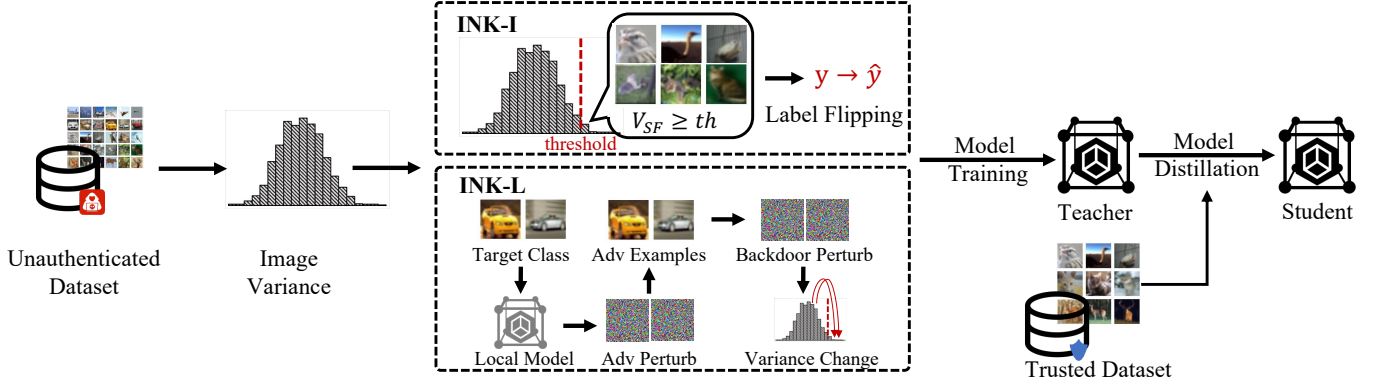 Unauthenticated
Dataset
Image
Variance
INK-I
threshold
V_SF ≥ th
y → ŷ
Label Flipping
INK-L
Target Class
Adv Examples
Backdoor Perturb
Local Model
Adv Perturb
Variance Change
Model
Training
Teacher
Model
Distillation
Student
Trusted Dataset